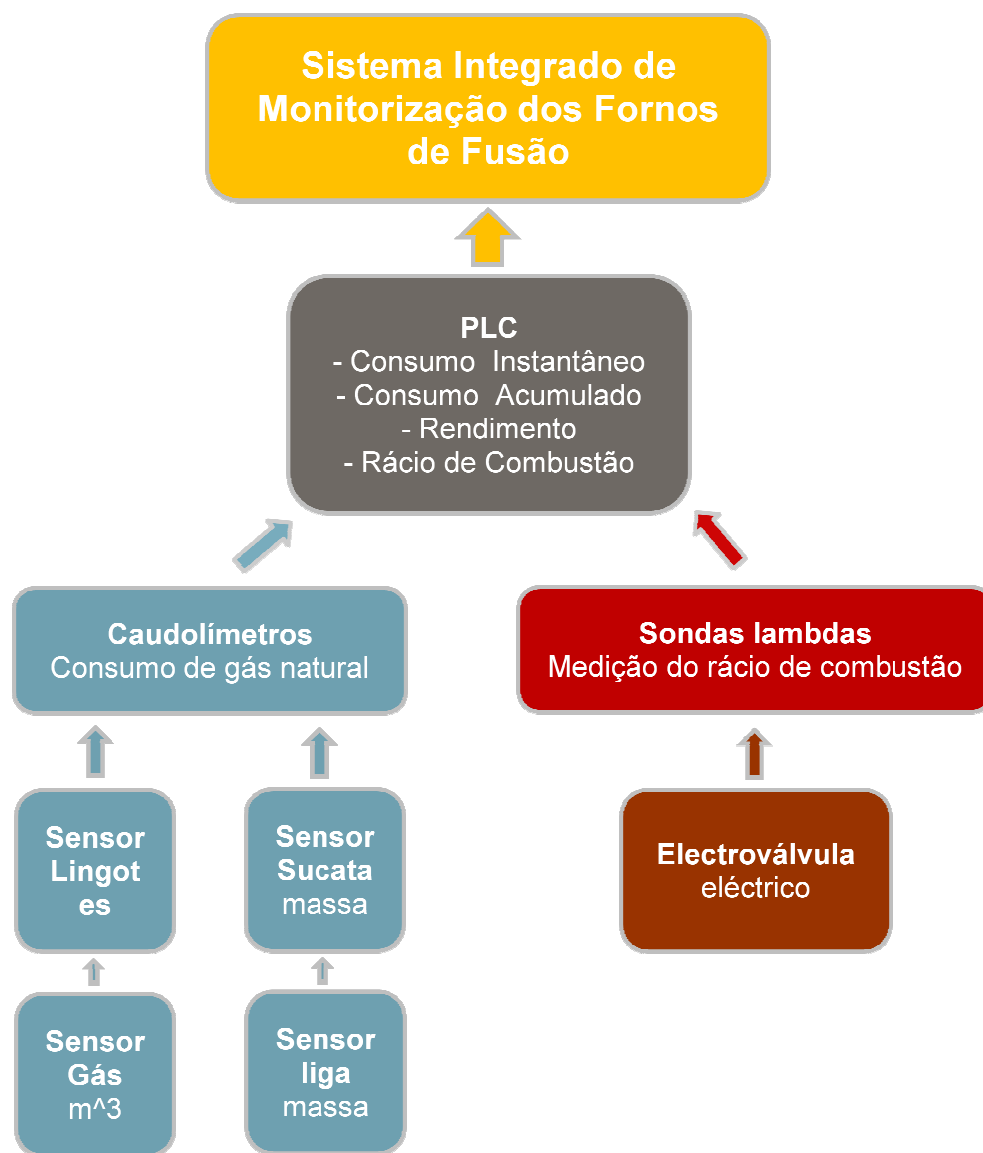 Sistema Integrado de
Monitorização dos Fornos
de Fusão
PLC
- Consumo Instantâneo
- Consumo Acumulado
- Rendimento
- Rácio de Combustão
Caudolímetros
Consumo de gás natural
Sondas lambdas
Medição do rácio de combustão
Sensor
Lingot
es
Sensor
Sucata
massa
Electroválvula
eléctrico
Sensor
Gás
m^3
Sensor
liga
massa